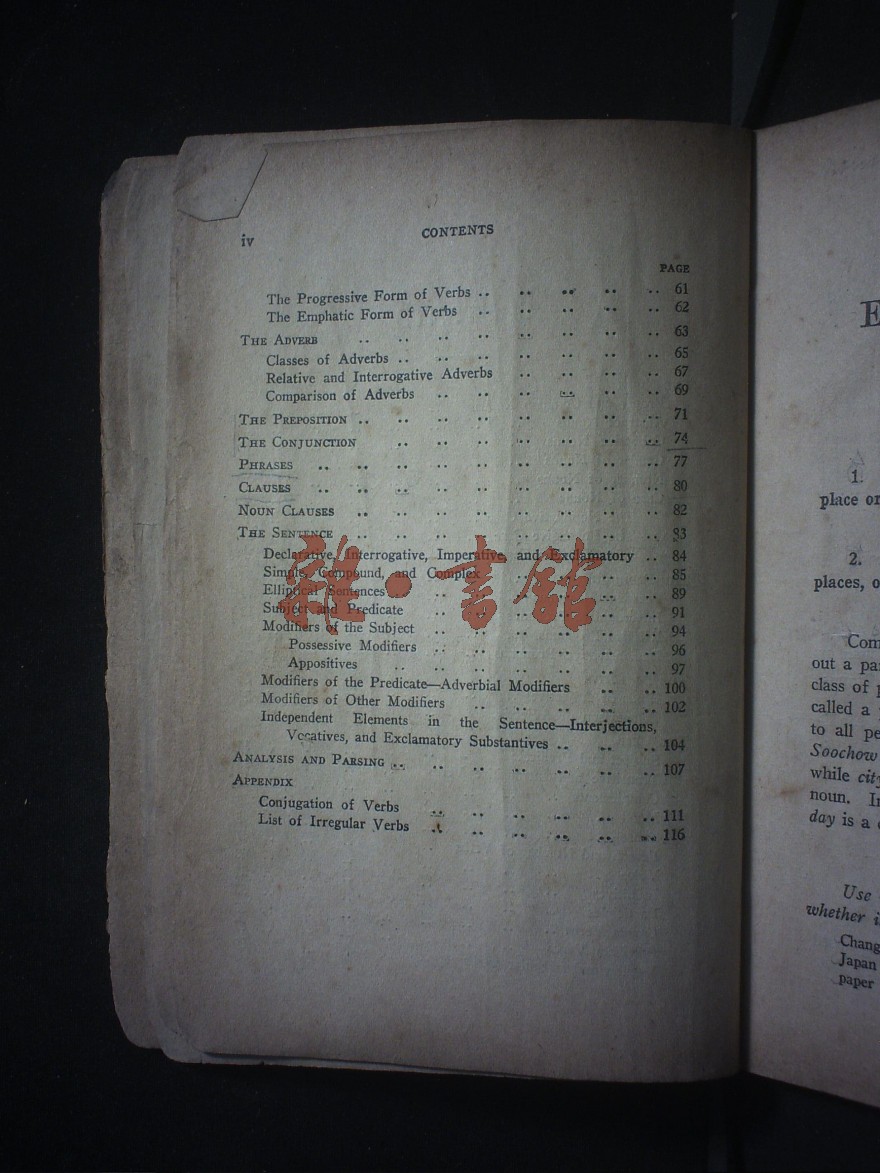 iv
CONTENTS
PAGE
The Progressive Form of Verbs .. .. .. .. .. 61
The Emphatic Form of Verbs .. .. .. .. .. 62
THE ADVERB .. .. .. .. .. .. .. .. 63
Classes of Adverbs .. .. .. .. .. .. .. 65
Relative and Interrogative Adverbs .. .. .. .. 67
Comparison of Adverbs .. .. .. .. .. .. 69
THE PREPOSITION .. .. .. .. .. .. .. .. 71
THE CONJUNCTION .. .. .. .. .. .. .. 74
PHRASES .. .. .. .. .. .. .. .. .. 77
CLAUSES .. .. .. .. .. .. .. .. .. 80
NOUN CLAUSES .. .. .. .. .. .. .. .. 82
THE SENTENCE .. .. .. .. .. .. .. .. 83
Declarative, Interrogative, Imperative, and Exclamatory .. 84
Simple, Compound, and Complex .. .. .. .. 85
Elliptical Sentences .. .. .. .. .. .. 89
Subject and Predicate .. .. .. .. .. .. 91
Modifiers of the Subject .. .. .. .. .. .. 94
Possessive Modifiers .. .. .. .. .. .. 96
Appositives .. .. .. .. .. .. .. 97
Modifiers of the Predicate—Adverbial Modifiers .. .. 100
Modifiers of Other Modifiers .. .. .. .. .. 102
Independent Elements in the Sentence—Interjections,
Vocatives, and Exclamatory Substantives .. .. .. 104
ANALYSIS AND PARSING .. .. .. .. .. .. .. 107
APPENDIX
Conjugation of Verbs .. .. .. .. .. .. 111
List of Irregular Verbs .. .. .. .. .. .. 116
雜·書館
E
1.
place or
2.
places, o
Com
out a pa
class of p
called a
to all pe
Soochow
while city
noun. In
day is a
Use
whether i
Chang
Japan
paper